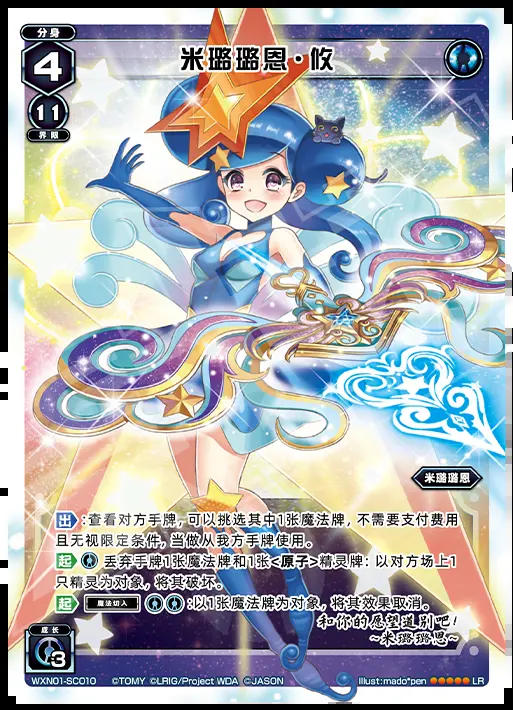 分身
4
米璐璐恩·攸
11
界限
米璐璐恩
出:查看对方手牌,可以挑选其中1张魔法牌,不需要支付费用
且无视限定条件,当做从我方手牌使用。
起 丢弃手牌1张魔法牌和1张<原子>精灵牌:以对方场上1
只精灵为对象,将其破坏。
起 魔法切入 :以1张魔法牌为对象,将其效果取消。
和你的愿望道别吧!
~米璐璐恩~
成长
3
WXN01-SC010 ©TOMY ©LRIG/Project WDA ©JASON Illust:mado*pen LR